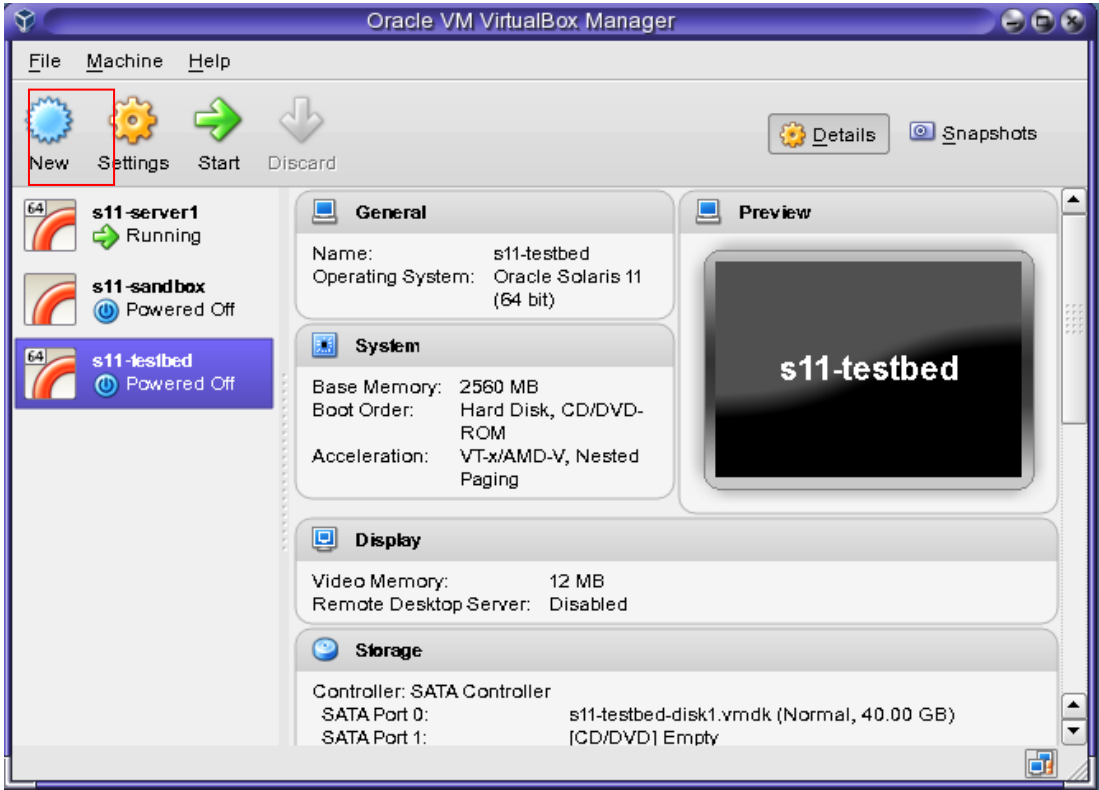 Oracle VM VirtualBox Manager
File Machine Help
New Settings Start Discard
Details Snapshots
64
s11-server1
Running
s11-sandbox
Powered Off
64
s11-testbed
Powered Off
General
Name: s11-testbed
Operating System: Oracle Solaris 11
(64 bit)
System
Base Memory: 2560 MB
Boot Order: Hard Disk, CD/DVD-
ROM
Acceleration: VT-x/AMD-V, Nested
Paging
Preview
s11-testbed
Display
Video Memory: 12 MB
Remote Desktop Server: Disabled
Storage
Controller: SATA Controller
SATA Port 0: s11-testbed-disk1.vmdk (Normal, 40.00 GB)
SATA Port 1: [CD/DVD] Empty